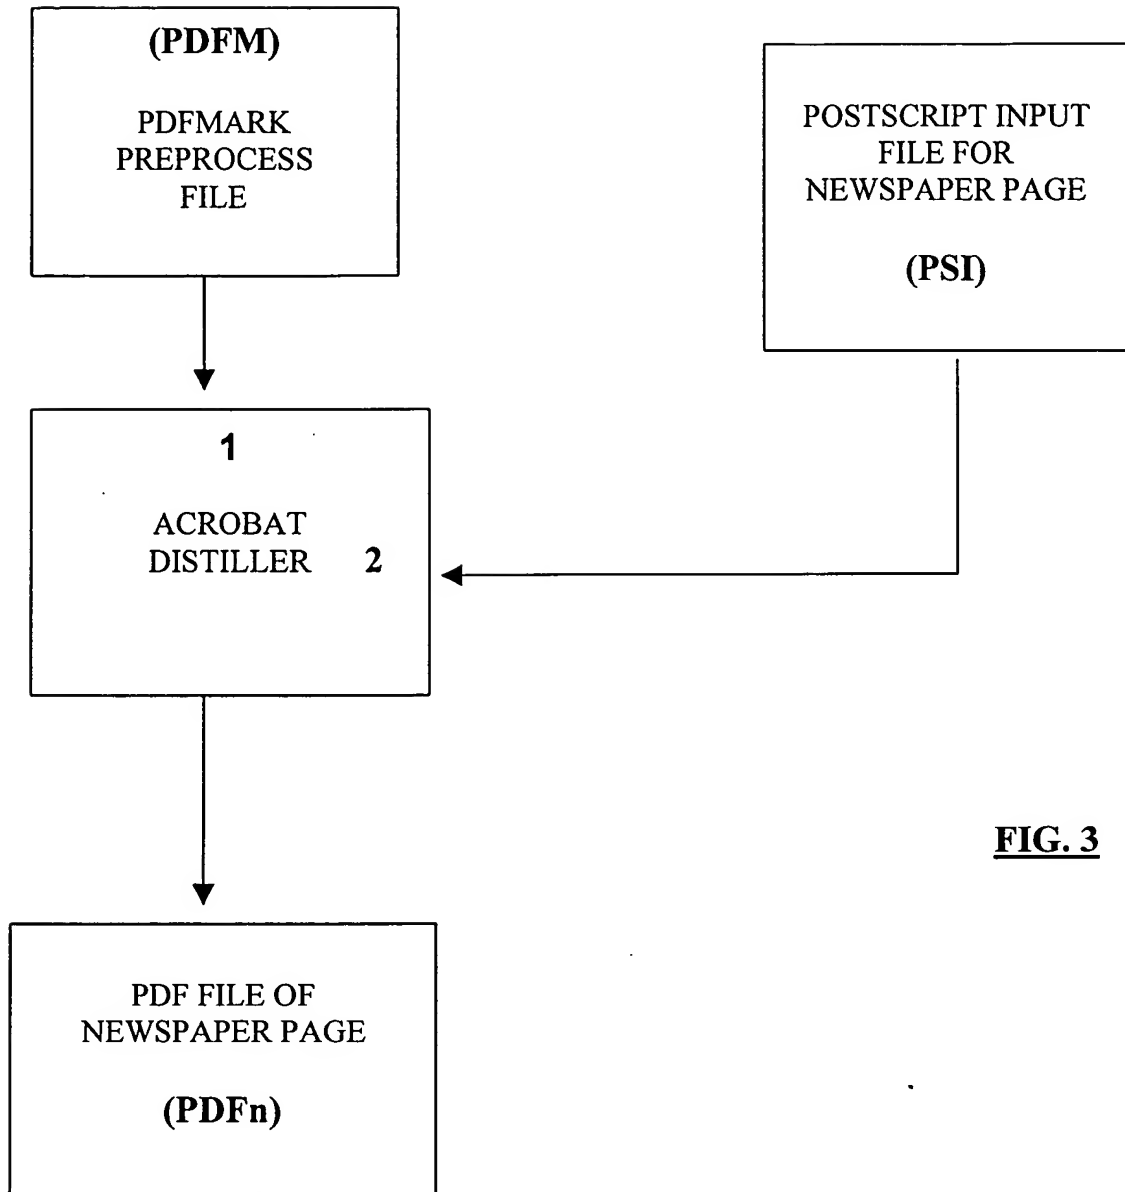 (PDFM)
PDFMARK
PREPROCESS
FILE
POSTSCRIPT INPUT
FILE FOR
NEWSPAPER PAGE
(PSI)
1
ACROBAT
DISTILLER 2
FIG. 3
PDF FILE OF
NEWSPAPER PAGE
(PDFn)